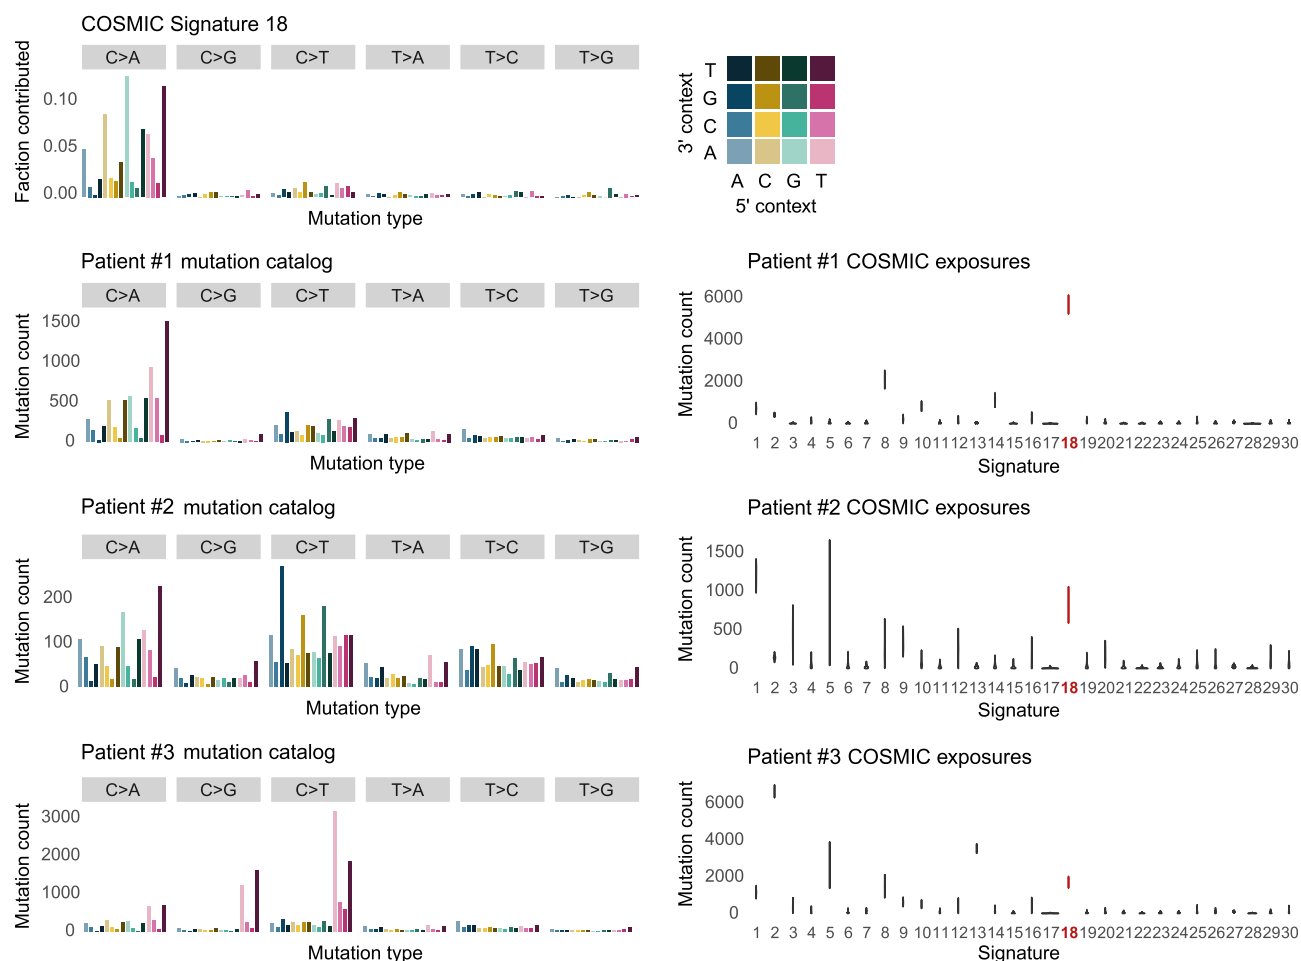 COSMIC Signature 18
C>A C>G C>T T>A T>C T>G
Faction contributed
0.10
0.05
0.00
Mutation type
3' context
T
G
C
A
A C G T
5' context
Patient #1 mutation catalog
C>A C>G C>T T>A T>C T>G
Mutation count
1500
1000
500
0
Mutation type
Patient #1 COSMIC exposures
Mutation count
6000
4000
2000
0
1 2 3 4 5 6 7 8 9 10 11 12 13 14 15 16 17 18 19 20 21 22 23 24 25 26 27 28 29 30
Signature
Patient #2 mutation catalog
C>A C>G C>T T>A T>C T>G
Mutation count
200
100
0
Mutation type
Patient #2 COSMIC exposures
Mutation count
1500
1000
500
0
1 2 3 4 5 6 7 8 9 10 11 12 13 14 15 16 17 18 19 20 21 22 23 24 25 26 27 28 29 30
Signature
Patient #3 mutation catalog
C>A C>G C>T T>A T>C T>G
Mutation count
3000
2000
1000
0
Mutation type
Patient #3 COSMIC exposures
Mutation count
6000
4000
2000
0
1 2 3 4 5 6 7 8 9 10 11 12 13 14 15 16 17 18 19 20 21 22 23 24 25 26 27 28 29 30
Signature